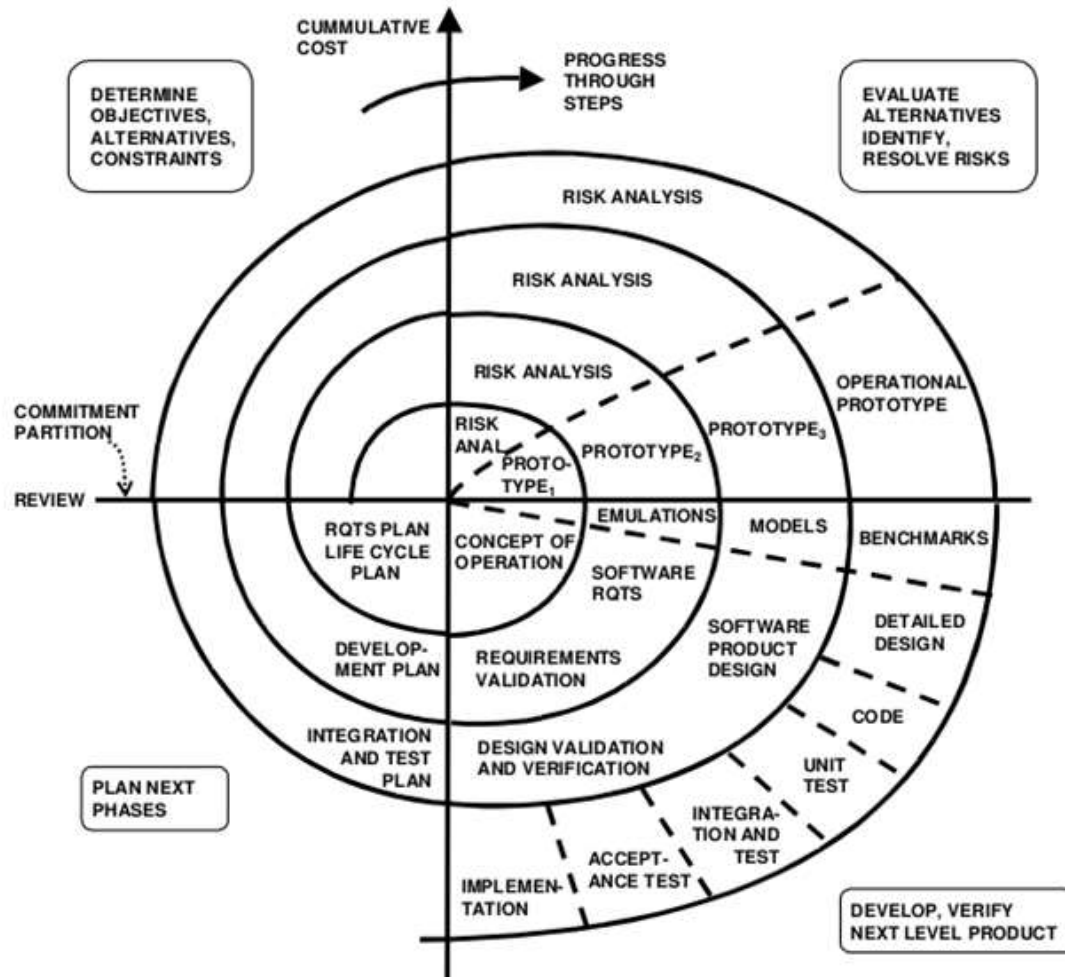 CUMMULATIVE
COST
PROGRESS
THROUGH
STEPS
DETERMINE
OBJECTIVES,
ALTERNATIVES,
CONSTRAINTS
EVALUATE
ALTERNATIVES
IDENTIFY,
RESOLVE RISKS
RISK ANALYSIS
RISK ANALYSIS
RISK ANALYSIS
RISK
ANAL.
OPERATIONAL
PROTOTYPE
PROTOTYPE3
PROTOTYPE2
PROTO-
TYPE1
COMMITMENT
PARTITION
REVIEW
EMULATIONS
MODELS
BENCHMARKS
RQTS PLAN
LIFE CYCLE
PLAN
CONCEPT OF
OPERATION
SOFTWARE
RQTS
SOFTWARE
PRODUCT
DESIGN
DETAILED
DESIGN
DEVELOP-
MENT PLAN
REQUIREMENTS
VALIDATION
CODE
INTEGRATION
AND TEST
PLAN
DESIGN VALIDATION
AND VERIFICATION
UNIT
TEST
PLAN NEXT
PHASES
INTEGRA-
TION AND
TEST
ACCEPT-
ANCE TEST
IMPLEMEN-
TATION
DEVELOP, VERIFY
NEXT LEVEL PRODUCT